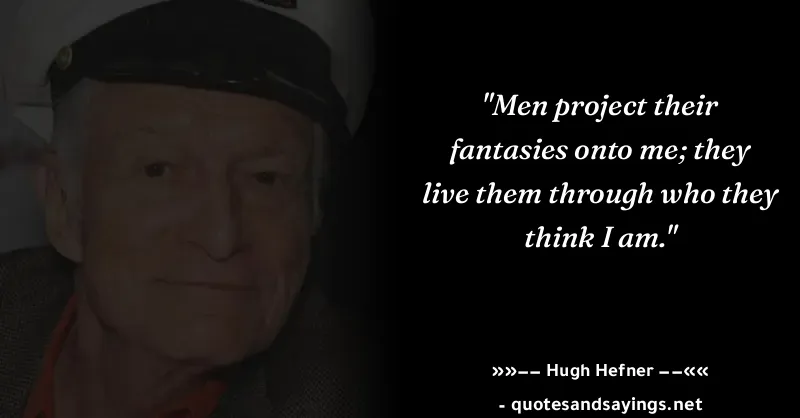 "Men project their
fantasies onto me; they
live them through who they
think I am."
»»−− Hugh Hefner −−««
- quotesandsayings.net